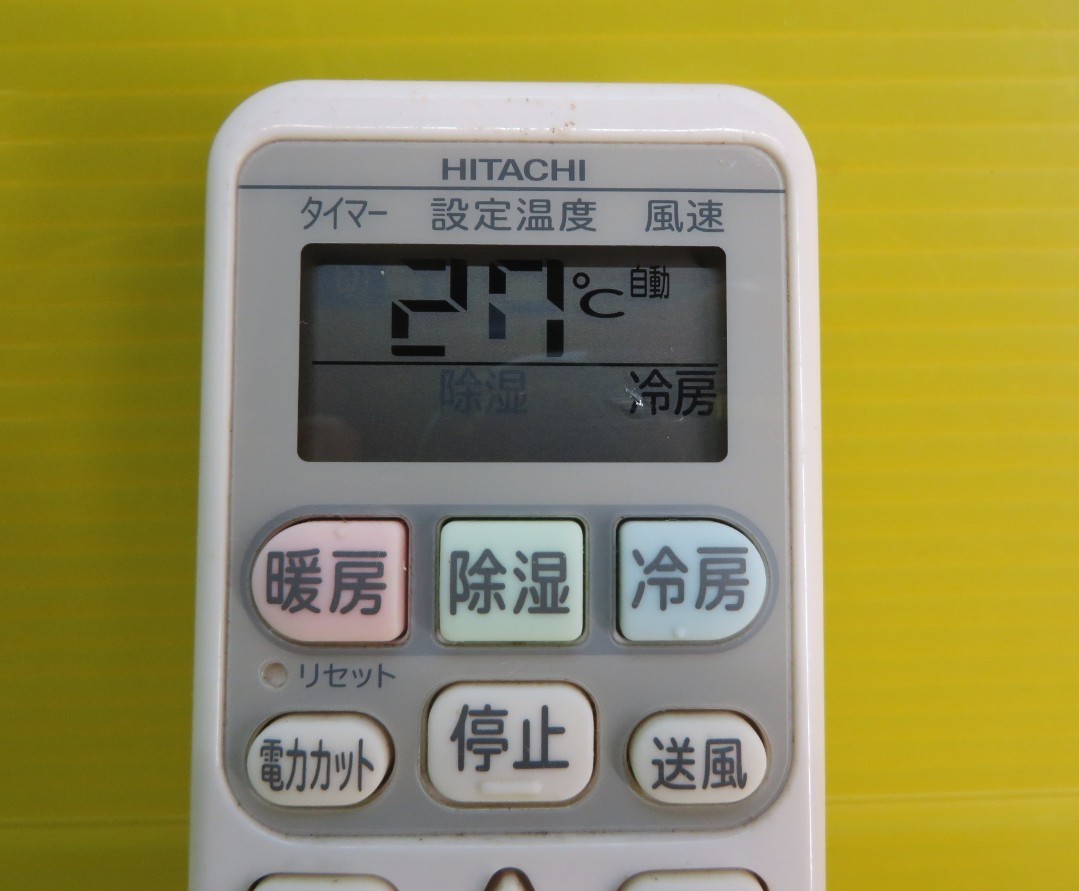 HITACHI
タイマー 設定温度 風速
27℃ 自動
除湿 冷房
暖房 除湿 冷房
リセット
電力カット 停止 送風